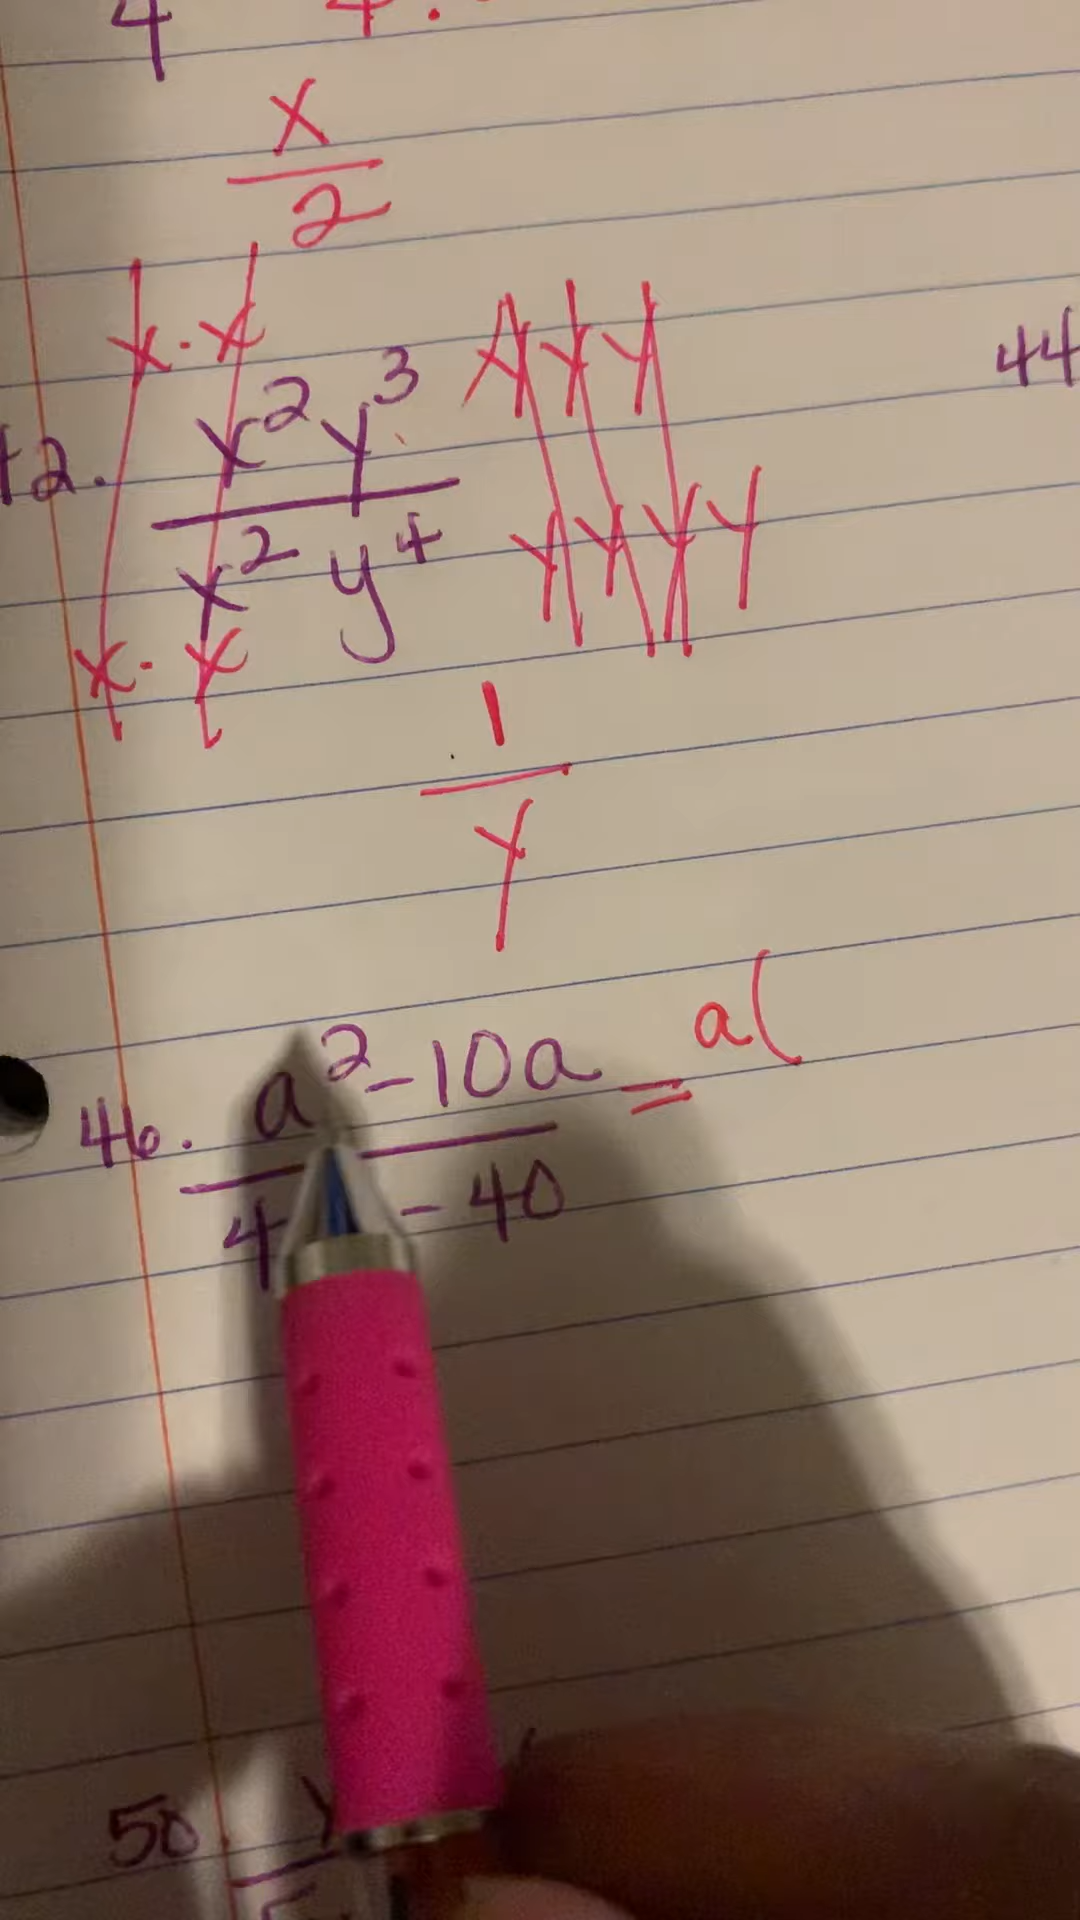 4
x
2
x · x yyy
42. x²y³ 44
x²y⁴ yyyy
x · x
1
y
46. a² - 10a = a(
4 - 40
50